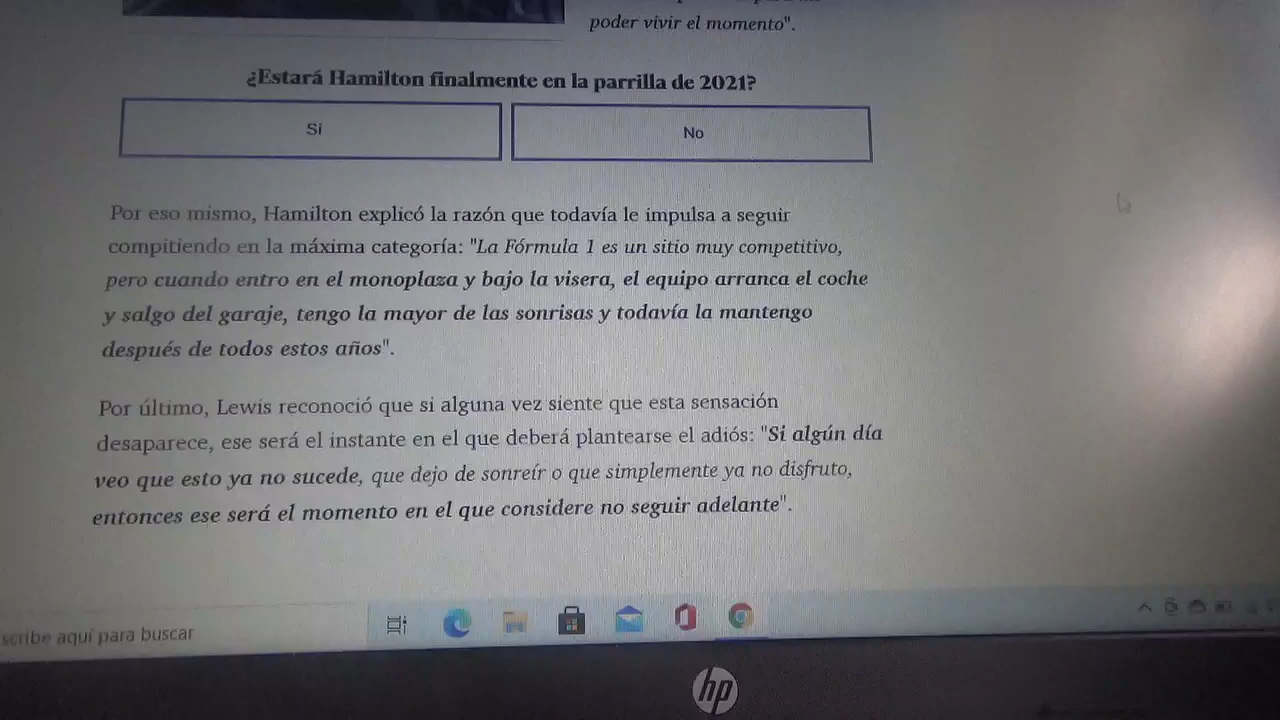 poder vivir el momento".
¿Estará Hamilton finalmente en la parrilla de 2021?
Sí
No
Por eso mismo, Hamilton explicó la razón que todavía le impulsa a seguir
compitiendo en la máxima categoría: "La Fórmula 1 es un sitio muy competitivo,
pero cuando entro en el monoplaza y bajo la visera, el equipo arranca el coche
y salgo del garaje, tengo la mayor de las sonrisas y todavía la mantengo
después de todos estos años".
Por último, Lewis reconoció que si alguna vez siente que esta sensación
desaparece, ese será el instante en el que deberá plantearse el adiós: "Si algún día
veo que esto ya no sucede, que dejo de sonreír o que simplemente ya no disfruto,
entonces ese será el momento en el que considere no seguir adelante".
scribe aquí para buscar
hp